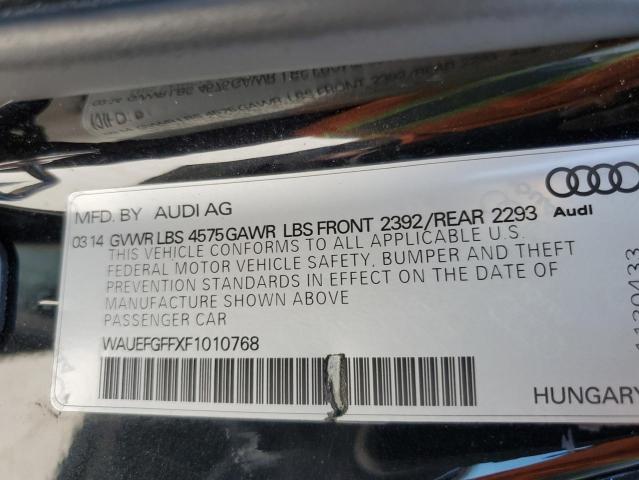 MFD. BY AUDI AG
Audi
03 14 GVWR LBS 4575 GAWR LBS FRONT 2392/REAR 2293
THIS VEHICLE CONFORMS TO ALL APPLICABLE U.S.
FEDERAL MOTOR VEHICLE SAFETY, BUMPER AND THEFT
PREVENTION STANDARDS IN EFFECT ON THE DATE OF
MANUFACTURE SHOWN ABOVE
PASSENGER CAR
WAUEFGFFXF1010768
HUNGARY